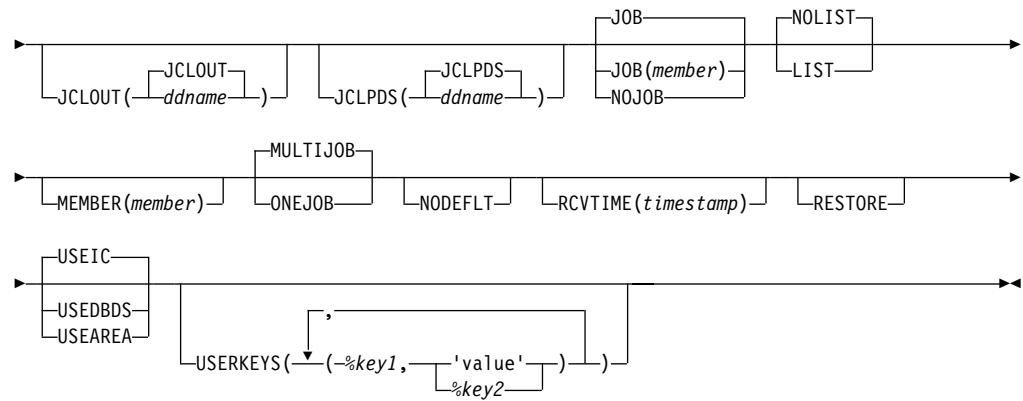 JOB NOLIST
JCLOUT JCLPDS JOB(member) LIST
JCLOUT( ddname ) JCLPDS( ddname ) NOJOB
MULTIJOB
MEMBER(member) ONEJOB NODEFLT RCVTIME(timestamp) RESTORE
USEIC
USEDBDS ,
USEAREA
USERKEYS( (%key1, 'value' ) )
%key2